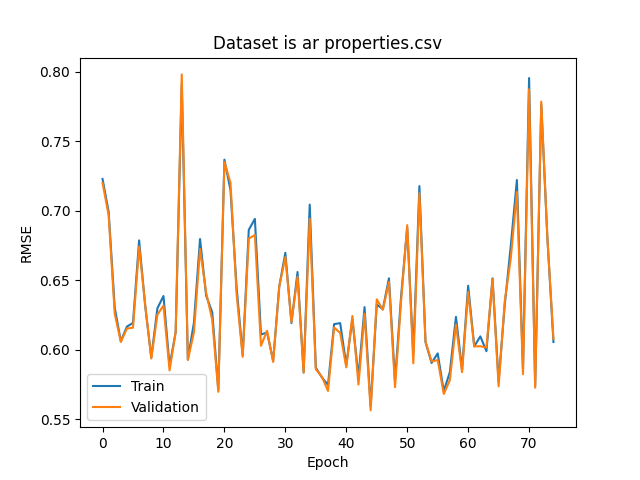 Dataset is ar properties.csv
0.80
0.75
0.70
0.65
0.60
0.55
RMSE
Train
Validation
0 10 20 30 40 50 60 70
Epoch